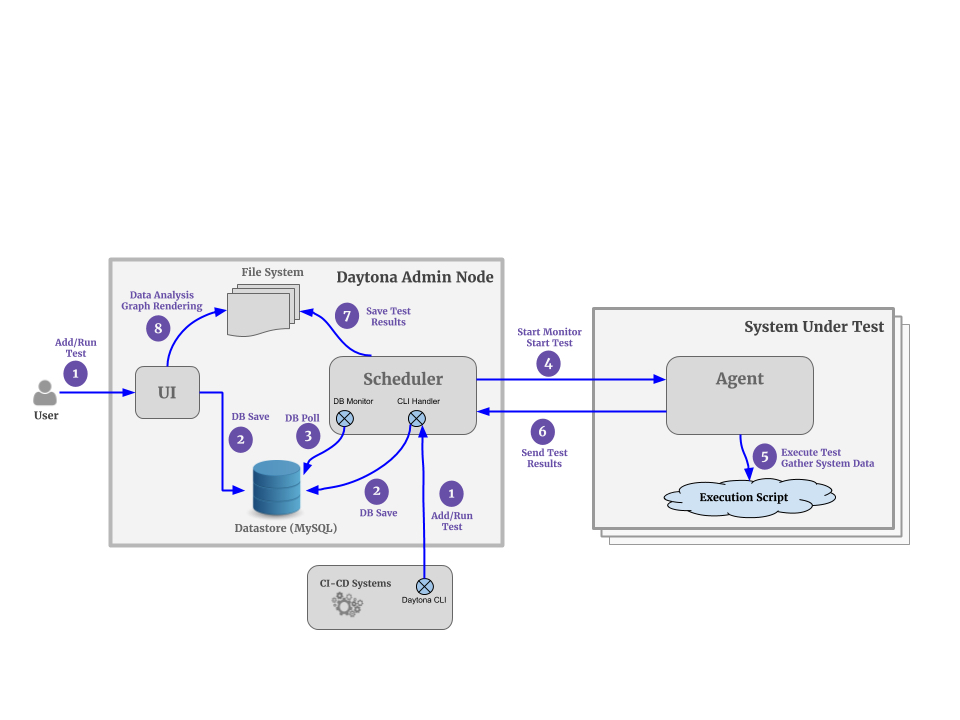 File System
Daytona Admin Node
Data Analysis
Graph Rendering
8
7
Save Test
Results
System Under Test
Add/Run
Test
1
Start Monitor
Start Test
4
UI
Scheduler
DB Monitor
CLI Handler
Agent
User
DB Save
2
DB Poll
3
6
Send Test
Results
5
Execute Test
Gather System Data
Execution Script
2
DB Save
1
Add/Run
Test
Datastore (MySQL)
CI-CD Systems
Daytona CLI